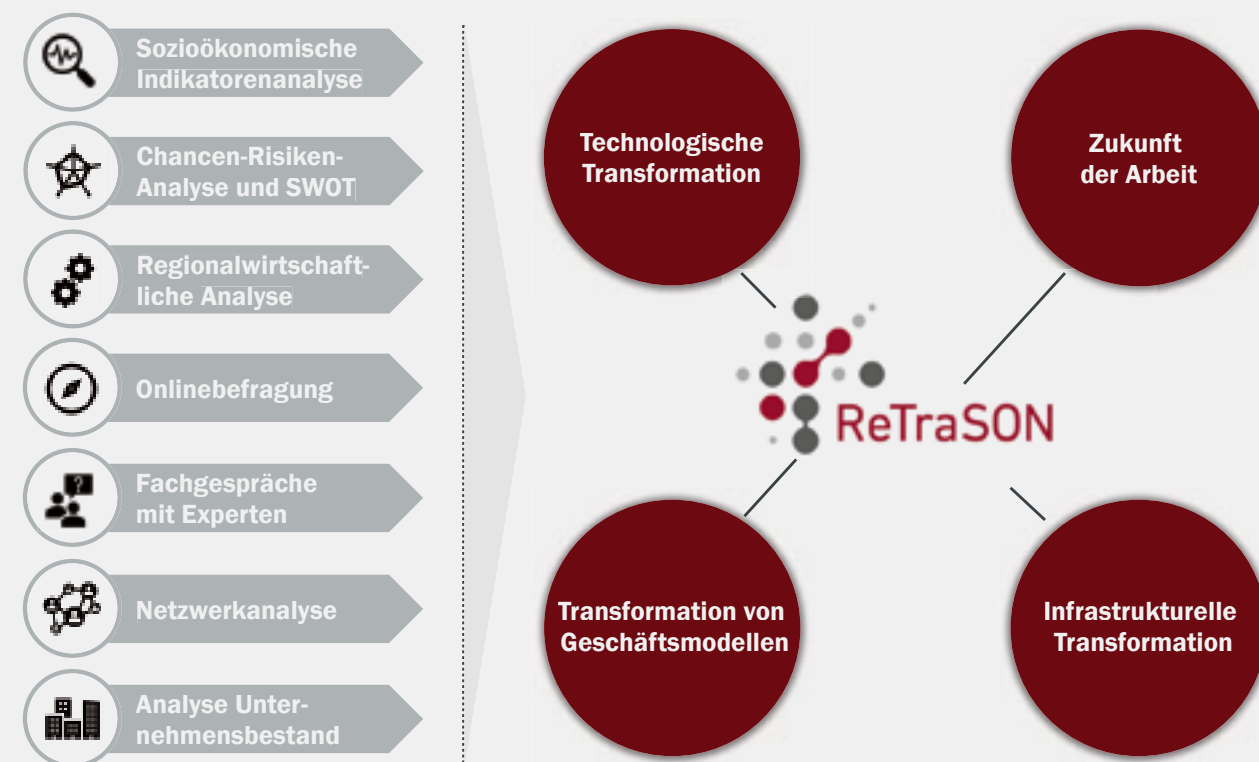 Sozioökonomische
Indikatorenanalyse
Chancen-Risiken-
Analyse und SWOT
Regionalwirtschaft-
liche Analyse
Onlinebefragung
?
Fachgespräche
mit Experten
Netzwerkanalyse
Analyse Unter-
nehmensbestand
Technologische
Transformation
Zukunft
der Arbeit
ReTraSON
Transformation von
Geschäftsmodellen
Infrastrukturelle
Transformation